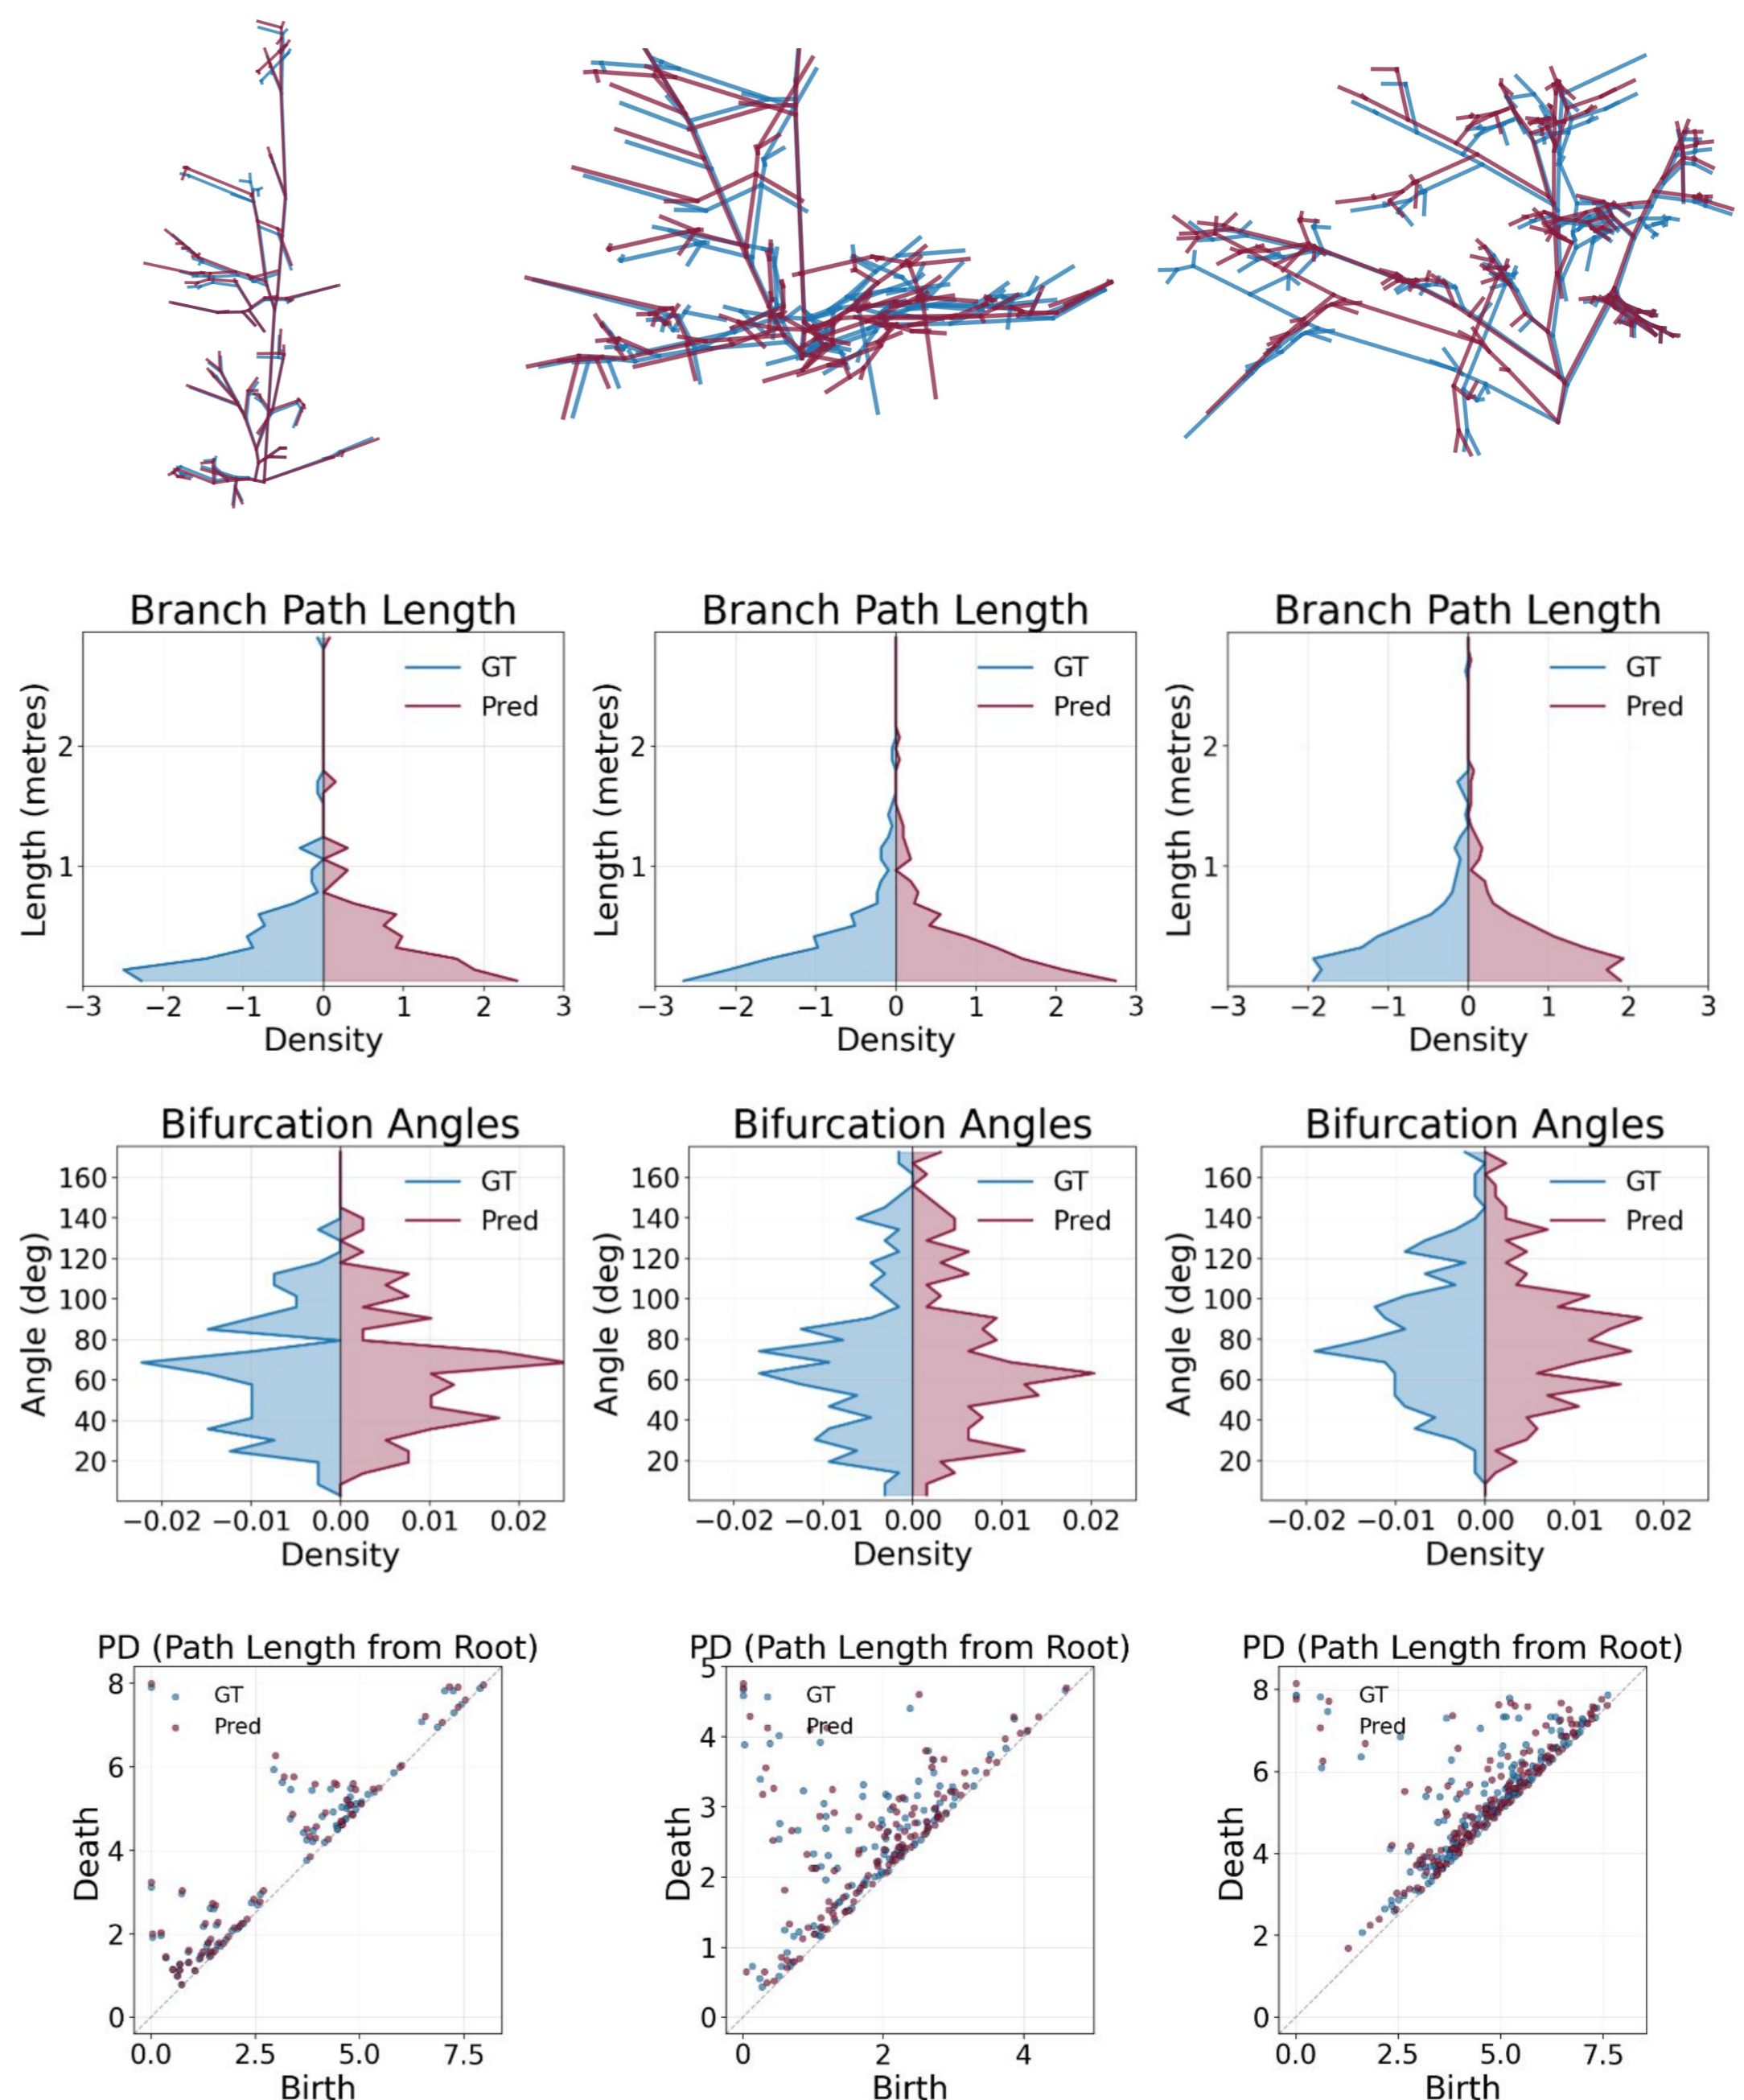 Branch Path Length Branch Path Length Branch Path Length
GT GT GT
Pred Pred Pred
Length (metres) Length (metres) Length (metres)
2 2 2
1 1 1
−3 −2 −1 0 1 2 3 −3 −2 −1 0 1 2 3 −3 −2 −1 0 1 2 3
Density Density Density
Bifurcation Angles Bifurcation Angles Bifurcation Angles
GT GT GT
Pred Pred Pred
Angle (deg) Angle (deg) Angle (deg)
160 160 160
140 140 140
120 120 120
100 100 100
80 80 80
60 60 60
40 40 40
20 20 20
−0.02 −0.01 0.00 0.01 0.02 −0.02 −0.01 0.00 0.01 0.02 −0.02 −0.01 0.00 0.01 0.02
Density Density Density
PD (Path Length from Root) PD (Path Length from Root) PD (Path Length from Root)
GT GT GT
Pred Pred Pred
Death Death Death
8 5 8
6 4 6
4 3 4
2 2 2
0 1 0
0
0.0 2.5 5.0 7.5 0 2 4 0.0 2.5 5.0 7.5
Birth Birth Birth